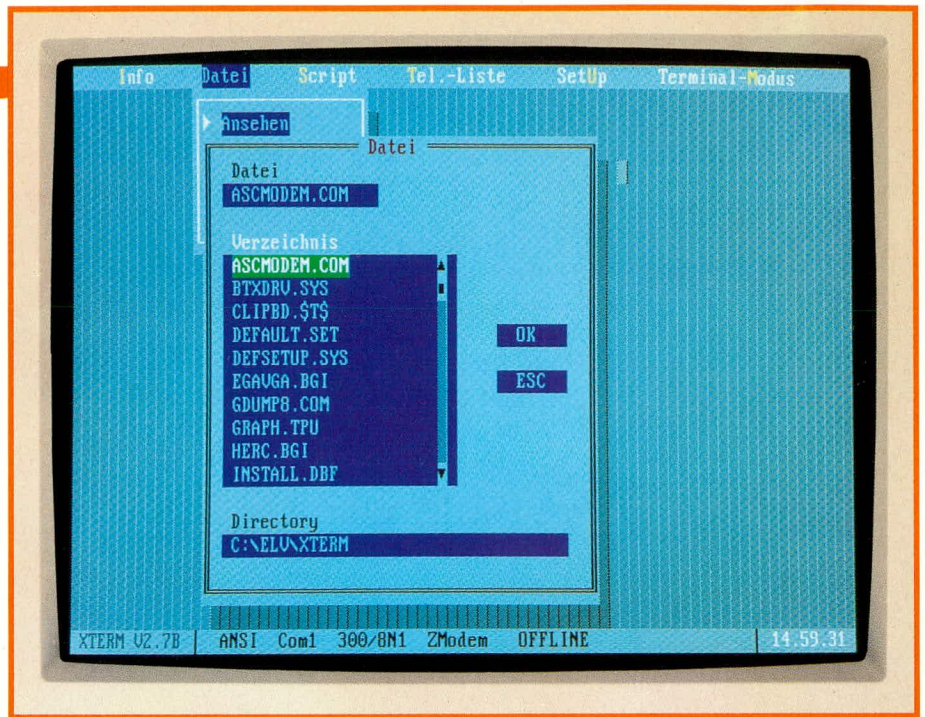 Info Datei Script Tel.-Liste SetUp Terminal-Modus
Ansehen
Datei
Datei
ASCMODEM.COM
Verzeichnis
ASCMODEM.COM
BTXDRV.SYS
CLIPBD.$T$
DEFAULT.SET
OK
DEFSETUP.SYS
EGAVGA.BGI
ESC
GDUMP8.COM
GRAPH.TPU
HERC.BGI
INSTALL.DBF
Directory
C:\ELV\XTERM
XTERM V2.7B ANSI Com1 300/8N1 ZModem OFFLINE 14.59.31